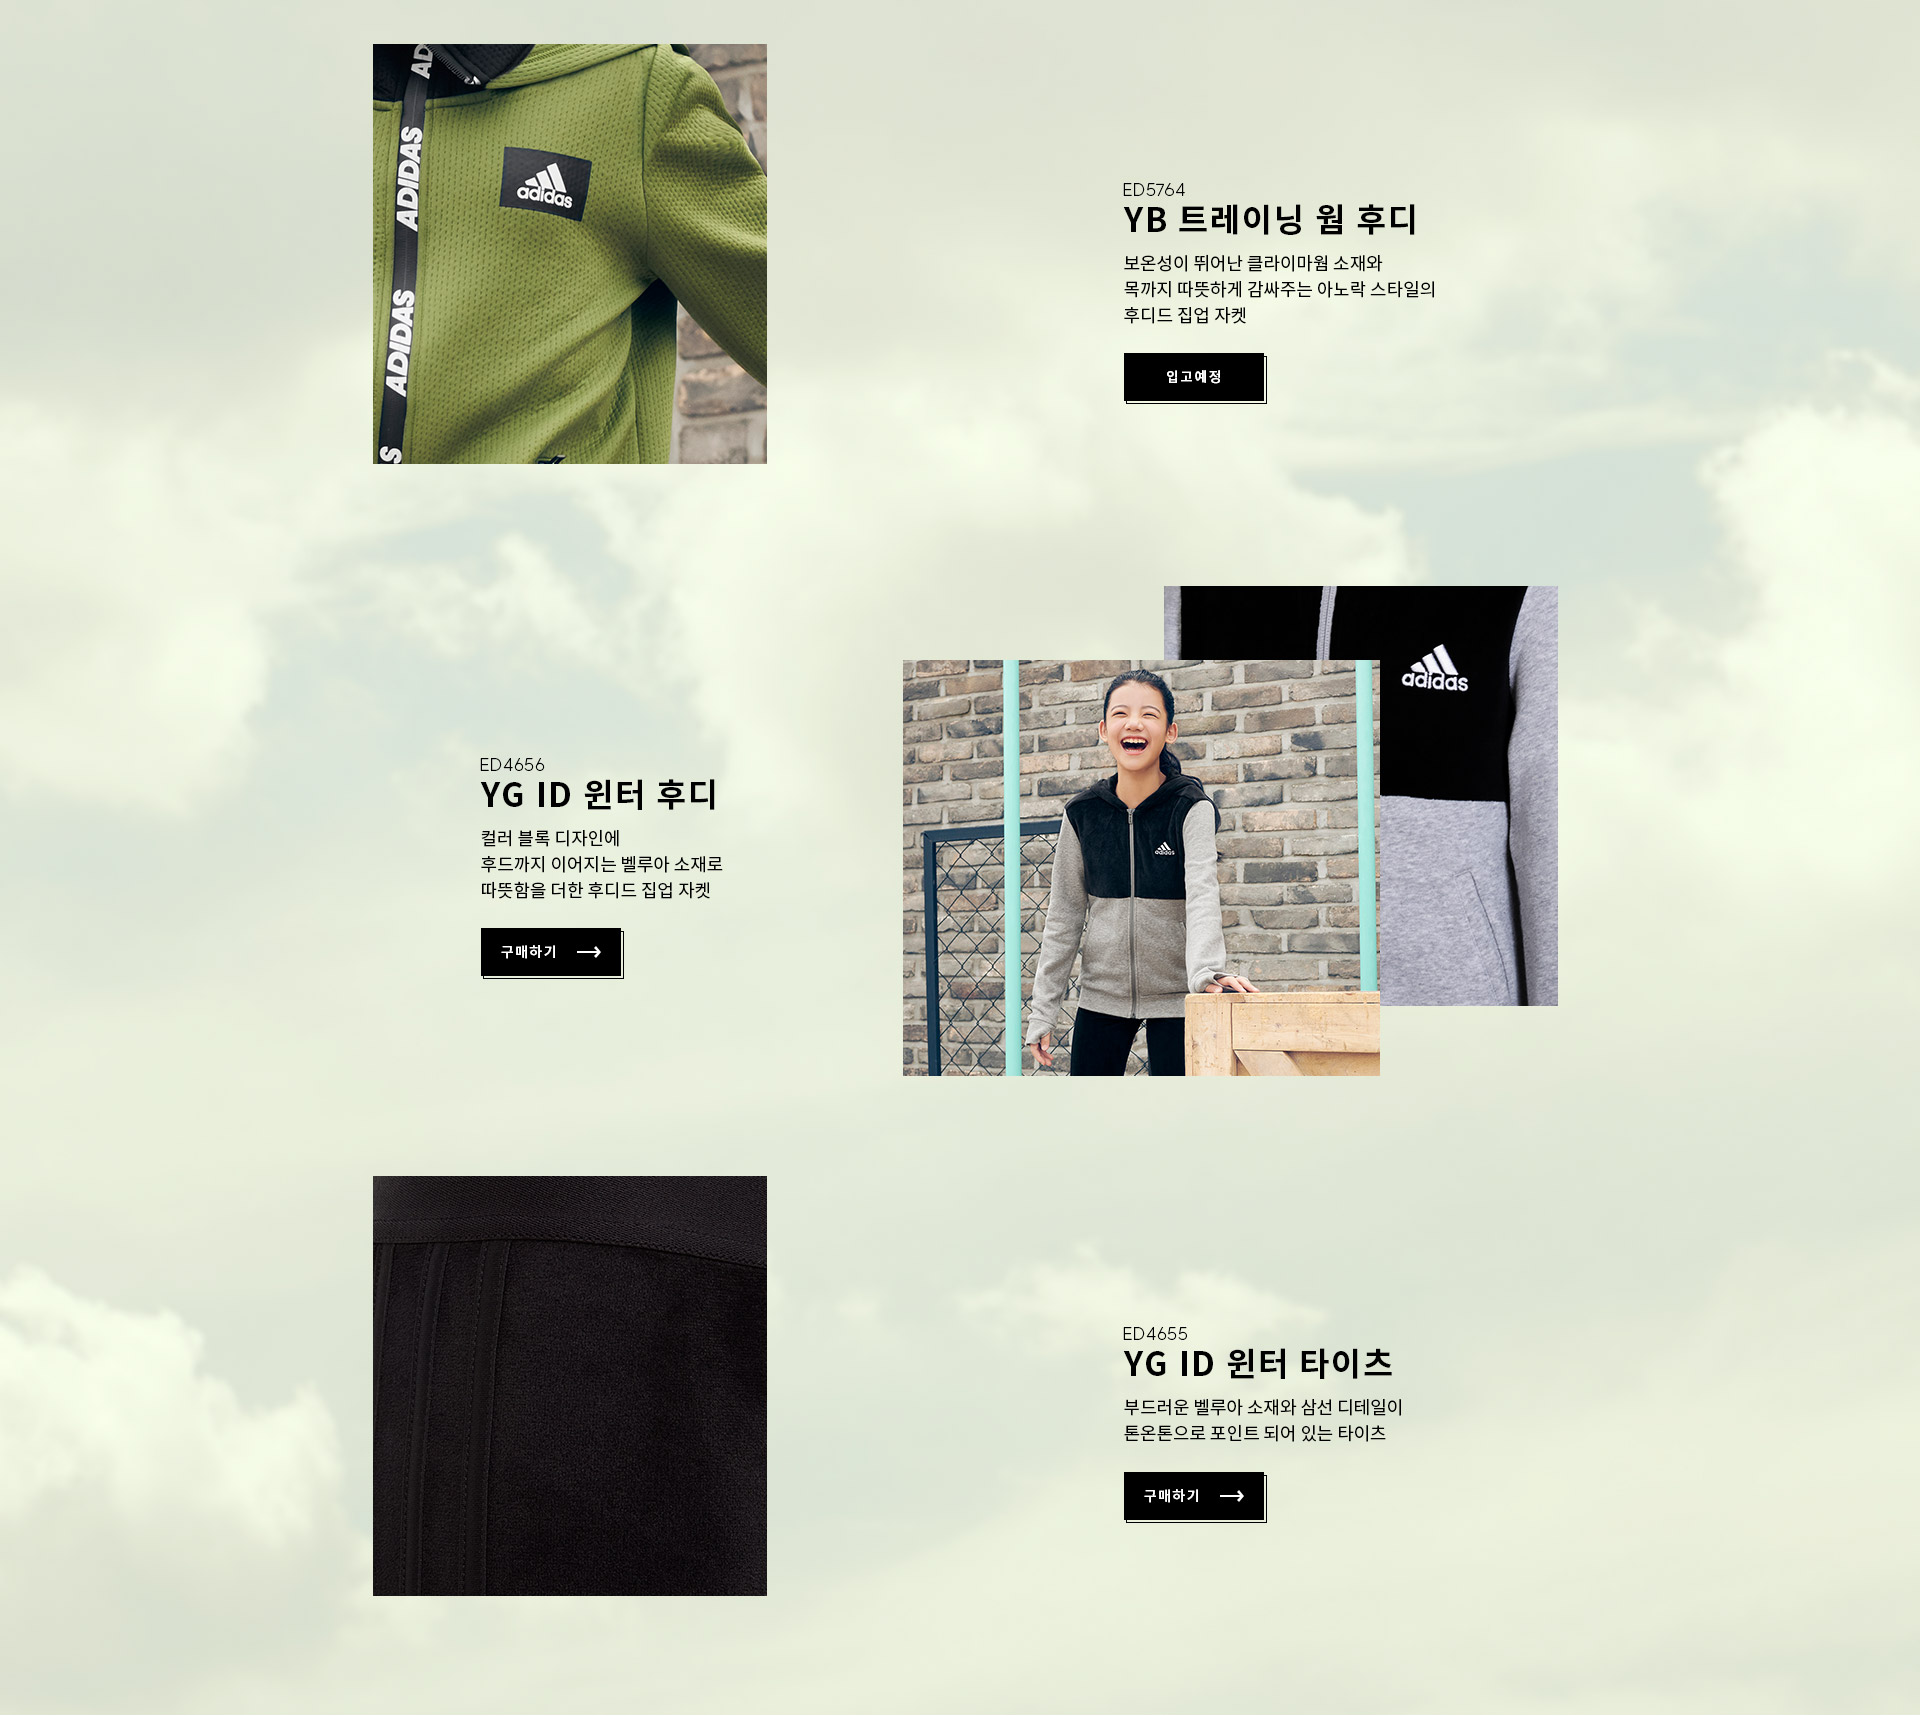 ADIDAS
ADIDAS
adidas
ED5764
YB 트레이닝 웜 후디
보온성이 뛰어난 클라이마웜 소재와
목까지 따뜻하게 감싸주는 아노락 스타일의
후디드 집업 자켓
입고예정
adidas
adidas
ED4656
YG ID 윈터 후디
컬러 블록 디자인에
후드까지 이어지는 벨루아 소재로
따뜻함을 더한 후디드 집업 자켓
구매하기
ED4655
YG ID 윈터 타이츠
부드러운 벨루아 소재와 삼선 디테일이
톤온톤으로 포인트 되어 있는 타이츠
구매하기